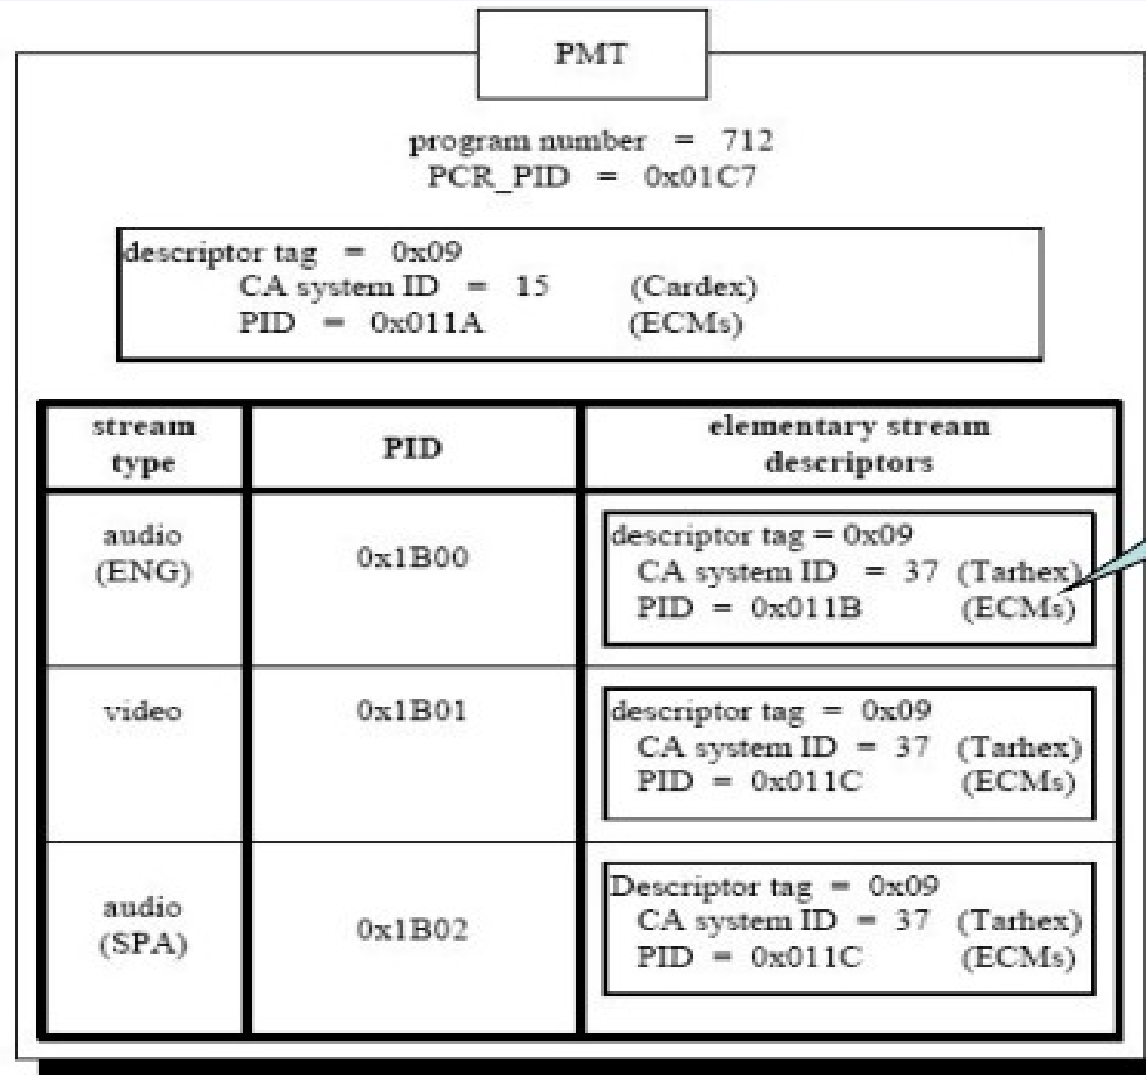 PMT
program number = 712
PCR_PID = 0x01C7
descriptor tag = 0x09
CA system ID = 15 (Cardex)
PID = 0x011A (ECMs)
stream type PID elementary stream descriptors
audio (ENG)
0x1B00
descriptor tag = 0x09
CA system ID = 37 (Tarhex)
PID = 0x011B (ECMs)
video
0x1B01
descriptor tag = 0x09
CA system ID = 37 (Tarhex)
PID = 0x011C (ECMs)
audio (SPA)
0x1B02
Descriptor tag = 0x09
CA system ID = 37 (Tarhex)
PID = 0x011C (ECMs)